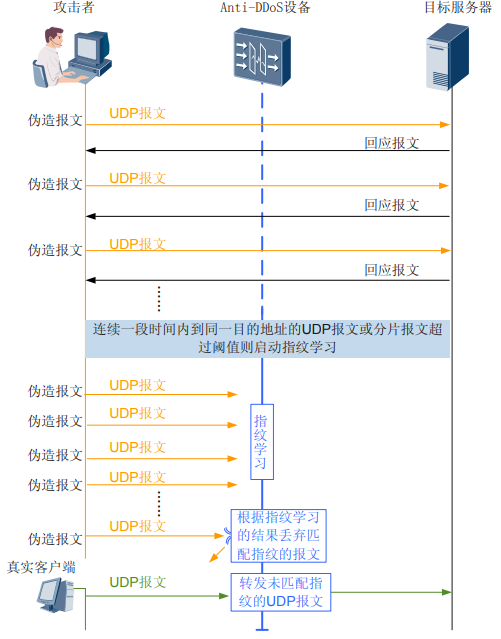 攻击者
Anti-DDoS设备
目标服务器
伪造报文
UDP报文
回应报文
伪造报文
UDP报文
回应报文
伪造报文
UDP报文
回应报文
连续一段时间内到同一目的地址的UDP报文或分片报文超
过阈值则启动指纹学习
伪造报文
UDP报文
伪造报文
UDP报文
伪造报文
UDP报文
伪造报文
UDP报文
指纹学习
伪造报文
UDP报文
根据指纹学习
的结果丢弃匹
配指纹的报文
真实客户端
UDP报文
转发未匹配指
纹的UDP报文